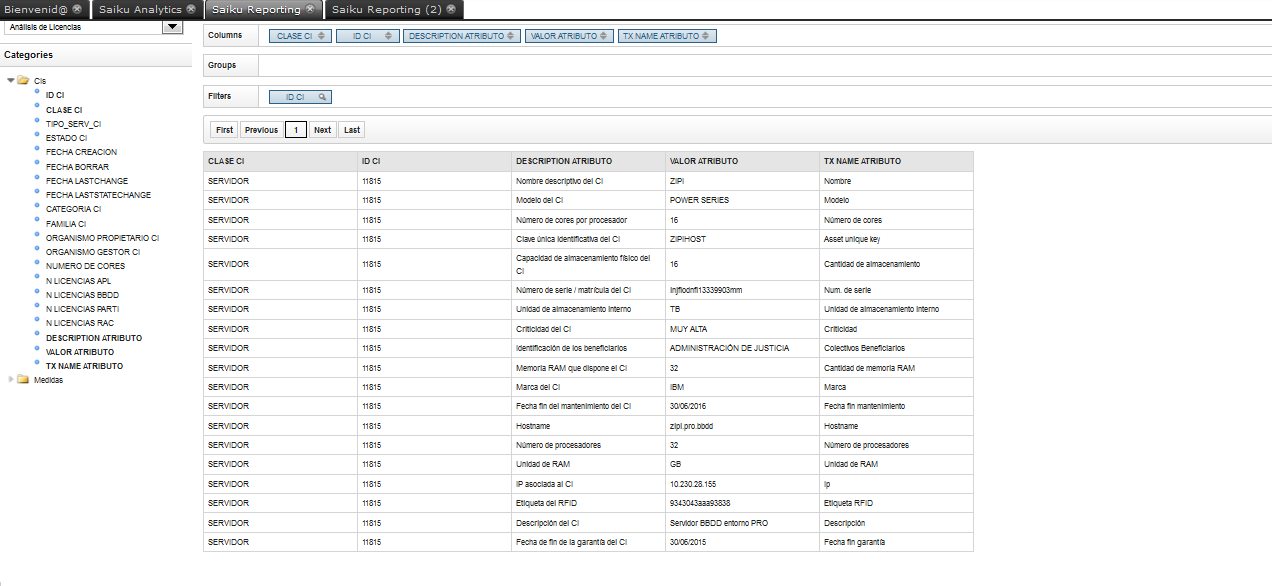 Bienvenid@ Saiku Analytics Saiku Reporting Saiku Reporting (2)
Análisis de Licencias
Categories
Cis
ID CI
CLASE CI
TIPO_SERV_CI
ESTADO CI
FECHA CREACION
FECHA BORRAR
FECHA LASTCHANGE
FECHA LASTSTATECHANGE
CATEGORIA CI
FAMILIA CI
ORGANISMO PROPIETARIO CI
ORGANISMO GESTOR CI
NUMERO DE CORES
N LICENCIAS APL
N LICENCIAS BBDD
N LICENCIAS PARTI
N LICENCIAS RAC
DESCRIPTION ATRIBUTO
VALOR ATRIBUTO
TX NAME ATRIBUTO
Medidas
Columns CLASE CI ID CI DESCRIPTION ATRIBUTO VALOR ATRIBUTO TX NAME ATRIBUTO
Groups
Filters ID CI
First Previous 1 Next Last
CLASE CI ID CI DESCRIPTION ATRIBUTO VALOR ATRIBUTO TX NAME ATRIBUTO
SERVIDOR 11815 Nombre descriptivo del CI ZIPI Nombre
SERVIDOR 11815 Modelo del CI POWER SERIES Modelo
SERVIDOR 11815 Número de cores por procesador 16 Número de cores
SERVIDOR 11815 Clave única identificativa del CI ZIPIHOST Asset unique key
SERVIDOR 11815 Capacidad de almacenamiento físico del CI 16 Cantidad de almacenamiento
SERVIDOR 11815 Número de serie / matrícula del CI Num. de serie
SERVIDOR 11815 Unidad de almacenamiento interno TB Unidad de almacenamiento interno
SERVIDOR 11815 Criticidad del CI MUY ALTA Criticidad
SERVIDOR 11815 Identificación de los beneficiarios ADMINISTRACIÓN DE JUSTICIA Colectivos Beneficiarios
SERVIDOR 11815 Memoria RAM que dispone el CI 32 Cantidad de memoria RAM
SERVIDOR 11815 Marca del CI IBM Marca
SERVIDOR 11815 Fecha fin del mantenimiento del CI 30/06/2016 Fecha fin mantenimiento
SERVIDOR 11815 Hostname zipi.pro.bbdd Hostname
SERVIDOR 11815 Número de procesadores 32 Número de procesadores
SERVIDOR 11815 Unidad de RAM GB Unidad de RAM
SERVIDOR 11815 IP asociada al CI 10.230.28.155 Ip
SERVIDOR 11815 Etiqueta del RFID 9343043aaa93838 Etiqueta RFID
SERVIDOR 11815 Descripción del CI Servidor BBDD entorno PRO Descripción
SERVIDOR 11815 Fecha de fin de la garantía del CI 30/06/2015 Fecha fin garantía